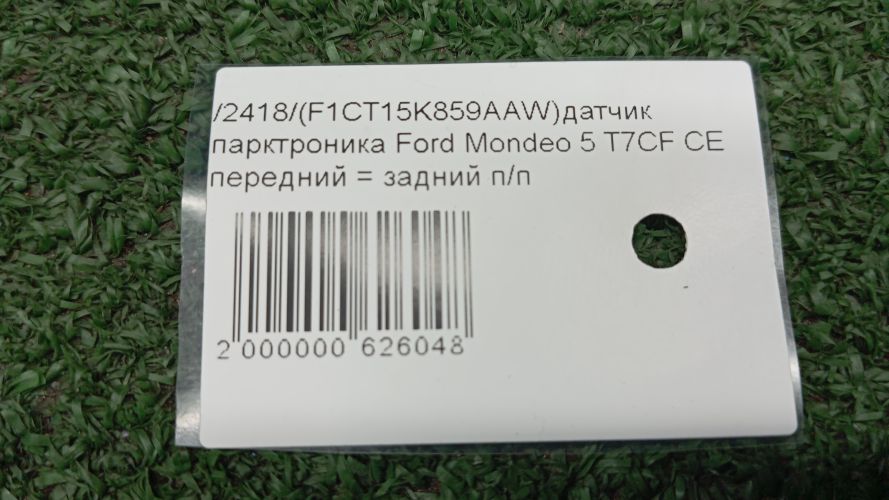 /2418/(F1CT15K859AAW)датчик
парктроника Ford Mondeo 5 T7CF CE
передний = задний п/п
2 000000 626048